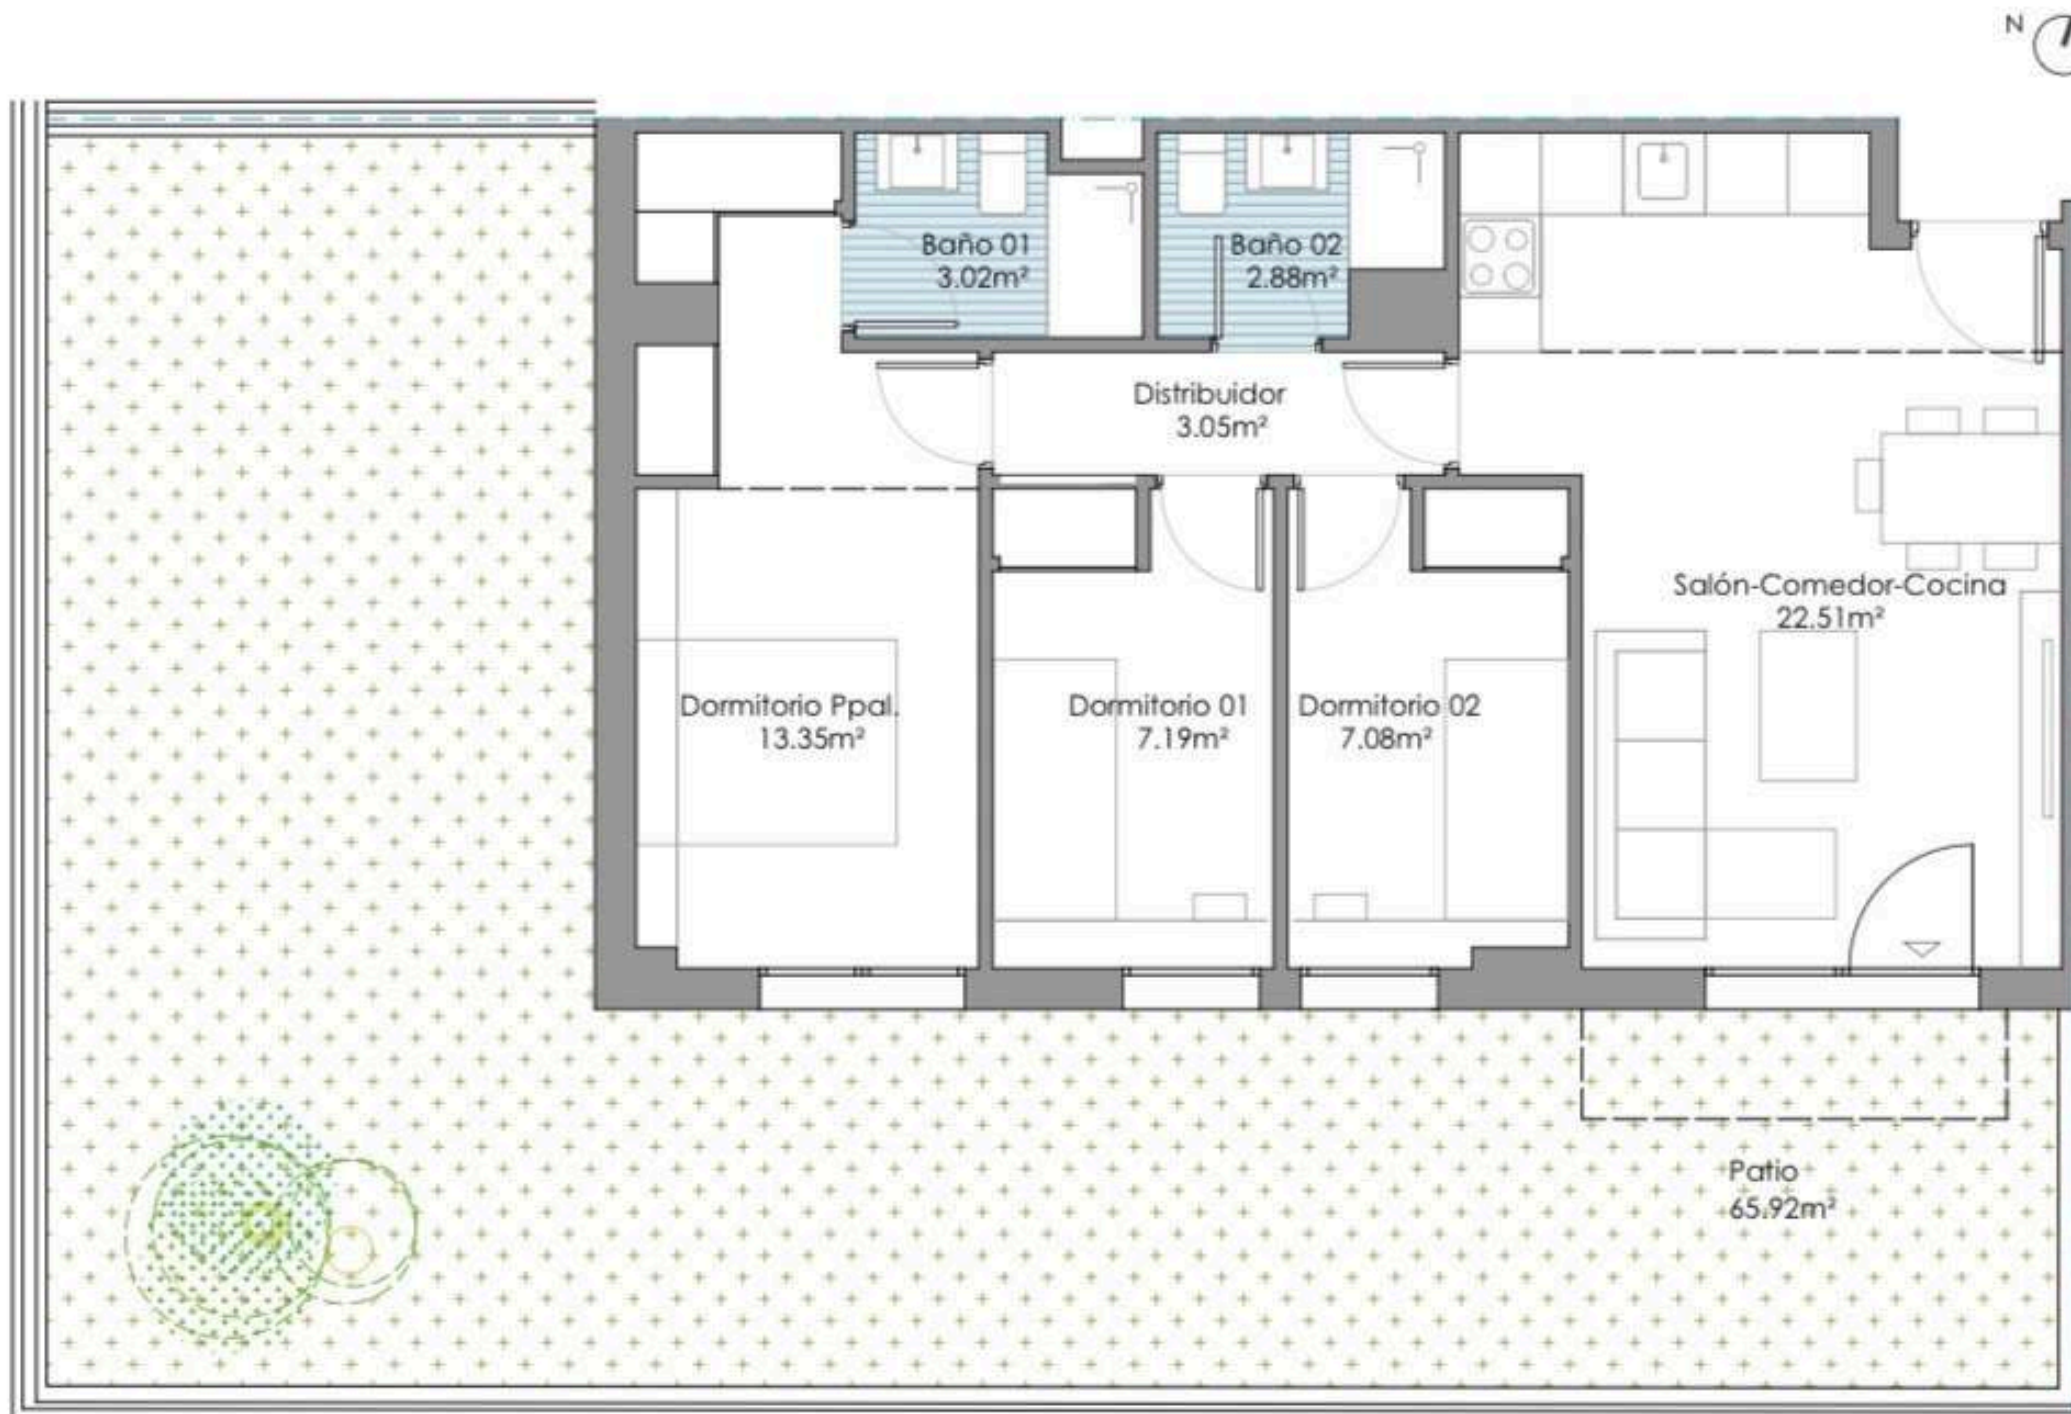 N
Baño 01
3.02m²
Baño 02
2.88m²
Distribuidor
3.05m²
Salón-Comedor-Cocina
22.51m²
Dormitorio Ppal.
13.35m²
Dormitorio 01
7.19m²
Dormitorio 02
7.08m²
Patio
65.92m²